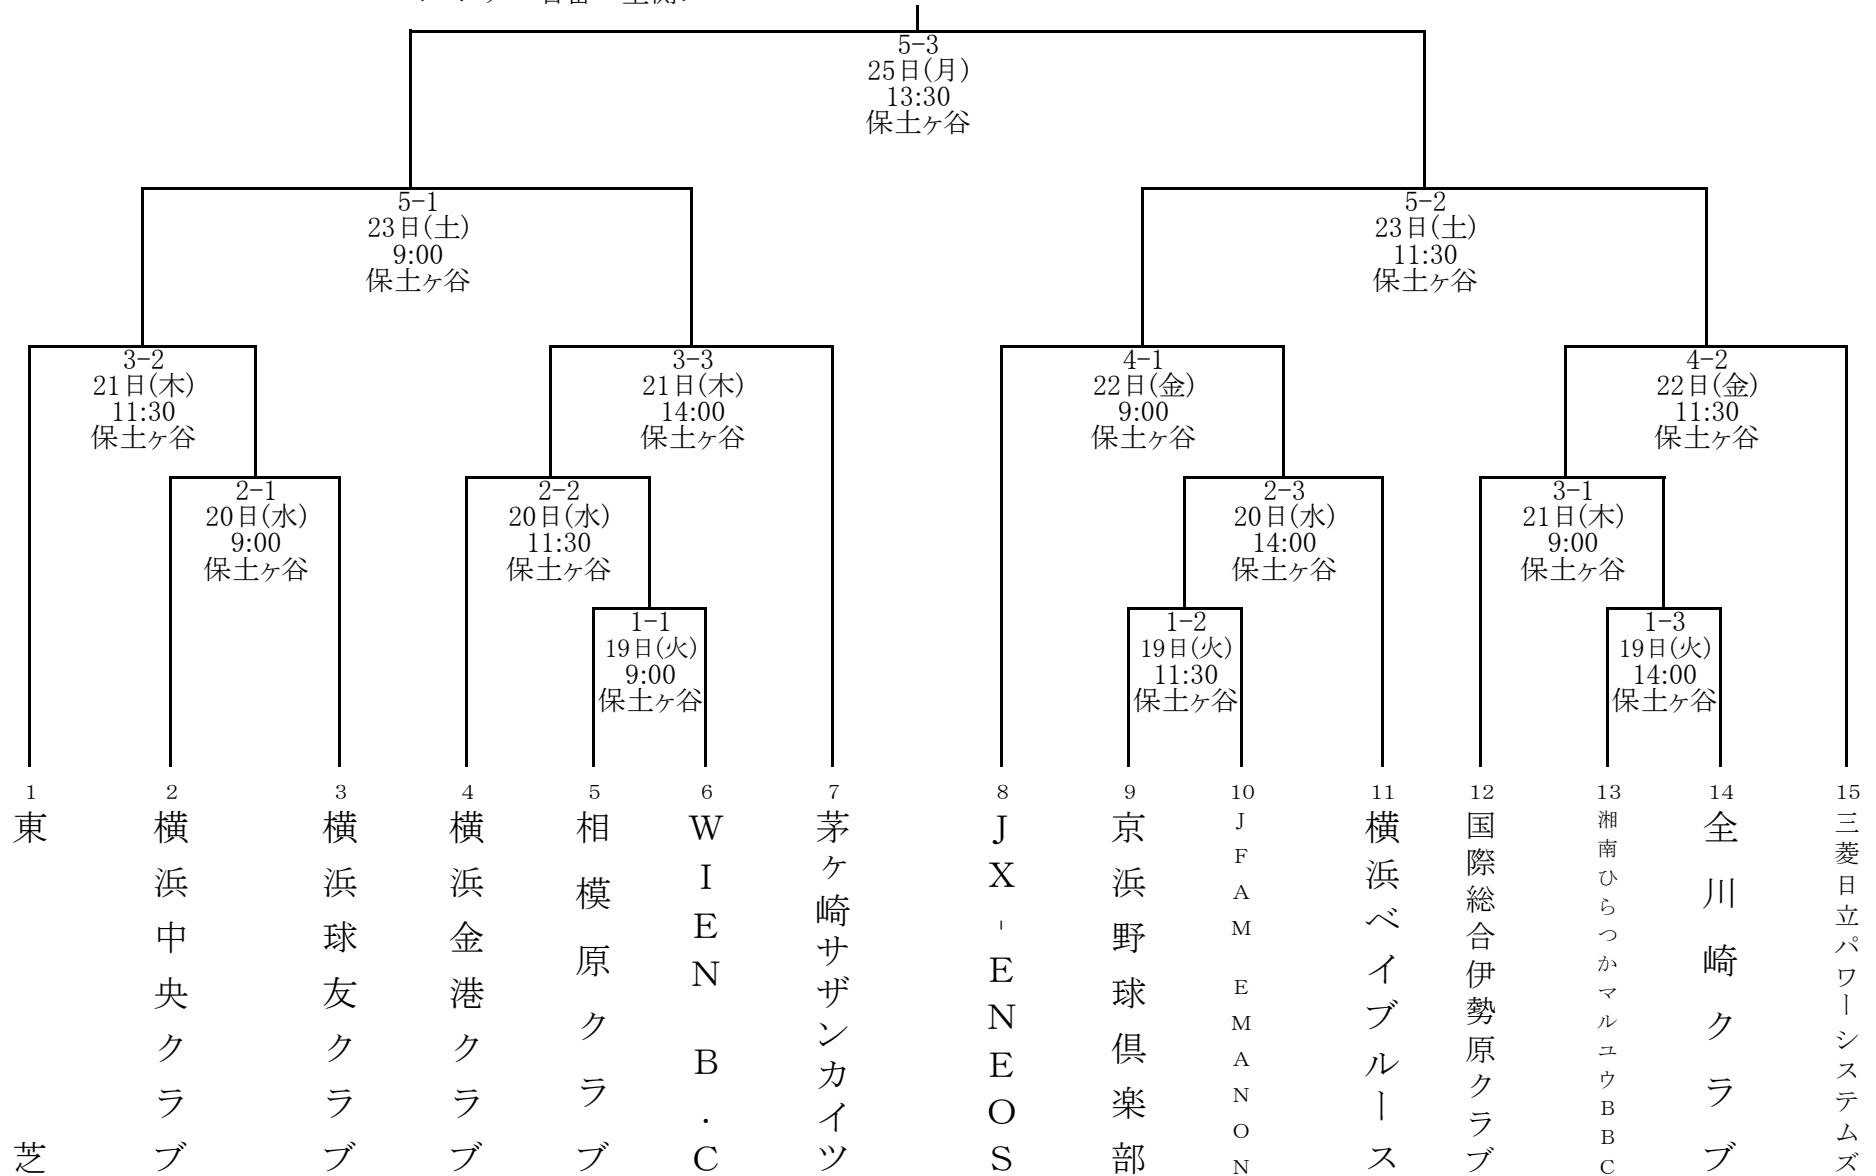 5-3
25日(月)
13:30
保土ヶ谷
5-1
23日(土)
9:00
保土ヶ谷
5-2
23日(土)
11:30
保土ヶ谷
3-2
21日(木)
11:30
保土ヶ谷
3-3
21日(木)
14:00
保土ヶ谷
4-1
22日(金)
9:00
保土ヶ谷
4-2
22日(金)
11:30
保土ヶ谷
2-1
20日(水)
9:00
保土ヶ谷
2-2
20日(水)
11:30
保土ヶ谷
2-3
20日(水)
14:00
保土ヶ谷
3-1
21日(木)
9:00
保土ヶ谷
1-1
19日(火)
9:00
保土ヶ谷
1-2
19日(火)
11:30
保土ヶ谷
1-3
19日(火)
14:00
保土ヶ谷
1
東芝
2
横浜中央クラブ
3
横浜球友クラブ
4
横浜金港クラブ
5
相模原クラブ
6
WIEN B.C
7
茅ヶ崎サザンカイツ
8
JX-ENEOS
9
京浜野球倶楽部
10
JFAM EMANON
11
横浜ベイブルース
12
国際総合伊勢原クラブ
13
湘南ひらつかマルユウBBC
14
全川崎クラブ
15
三菱日立パワーシステムズ